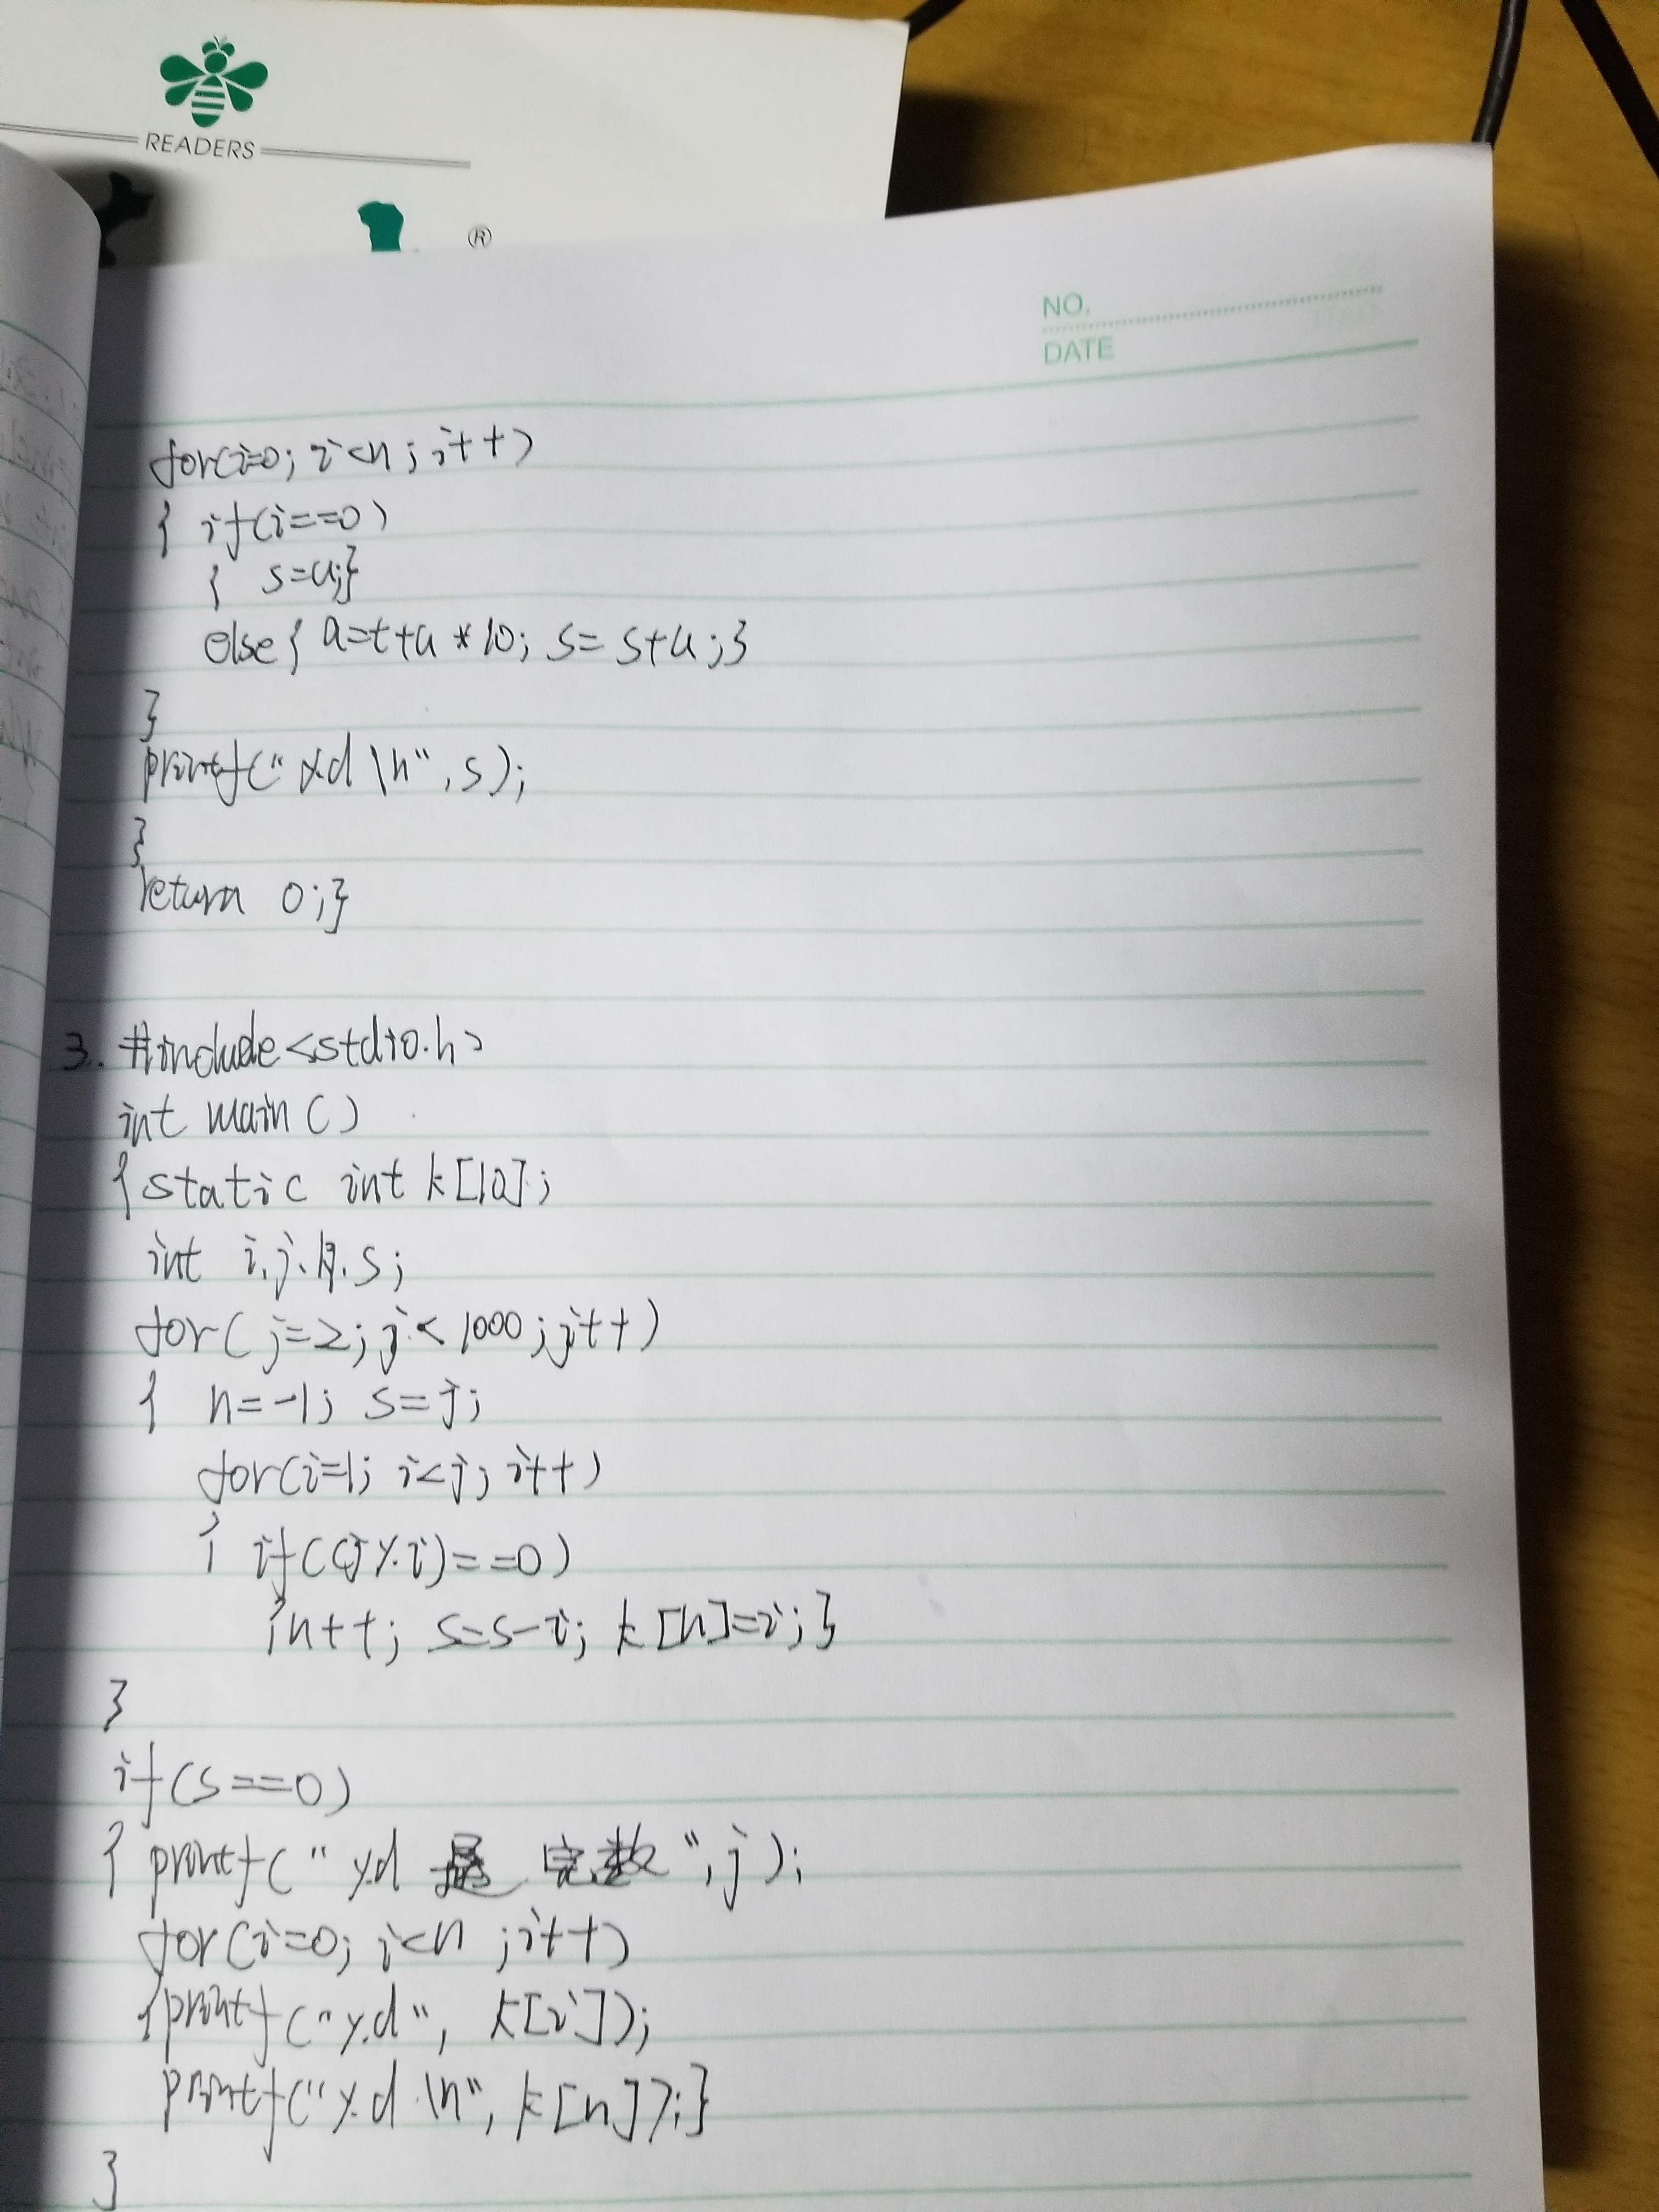 READERS
®
NO.
DATE
for(i=0; i<n; i++)
{ if(i==0)
{ s=a;}
else{ a=t+a*10; s=s+a;}
}
printf("%d\n",s);
}
return 0;}
3. #include<stdio.h>
int main()
{static int k[10];
int i.j.n.s;
for(j=2;j<1000;j++)
{ n=-1; s=j;
for(i=1; i<j; i++)
{ if((j%i)==0)
{n++; s=s-i; k[n]=i;}
}
if(s==0)
{ printf("%d 是 完数",j);
for(i=0; i<n ;i++)
{printf("%d", k[i]);
printf("%d\n", k[n]);}
}